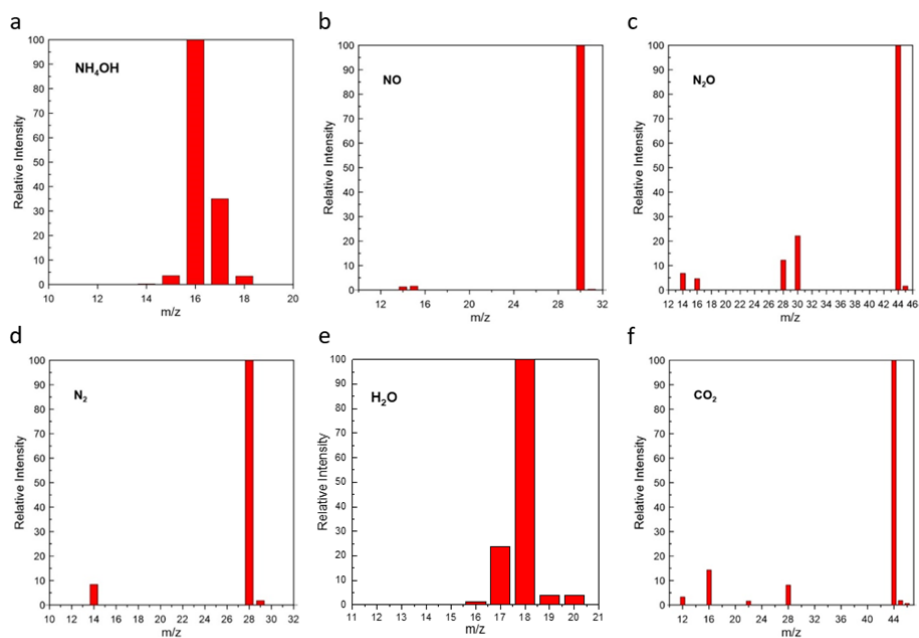 a
NH₄OH
100
90
80
70
60
50
40
30
20
10
0
Relative Intensity
10 12 14 16 18 20
m/z
b
NO
100
90
80
70
60
50
40
30
20
10
0
Relative Intensity
12 16 20 24 28 32
m/z
c
N₂O
100
90
80
70
60
50
40
30
20
10
0
Relative Intensity
12 14 16 18 20 22 24 26 28 30 32 34 36 38 40 42 44 46
m/z
d
N₂
100
90
80
70
60
50
40
30
20
10
0
Relative Intensity
10 12 14 16 18 20 22 24 26 28 30 32
m/z
e
H₂O
100
90
80
70
60
50
40
30
20
10
0
Relative Intensity
11 12 13 14 15 16 17 18 19 20 21
m/z
f
CO₂
100
90
80
70
60
50
40
30
20
10
0
Relative Intensity
12 16 20 24 28 32 36 40 44
m/z